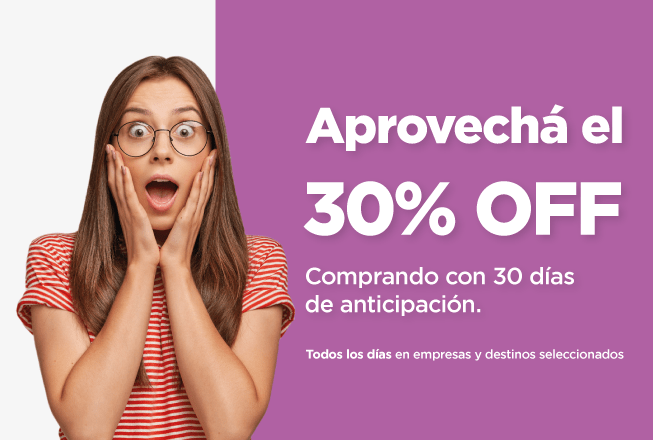 Aprovechá el
30% OFF
Comprando con 30 días
de anticipación.
Todos los días en empresas y destinos seleccionados